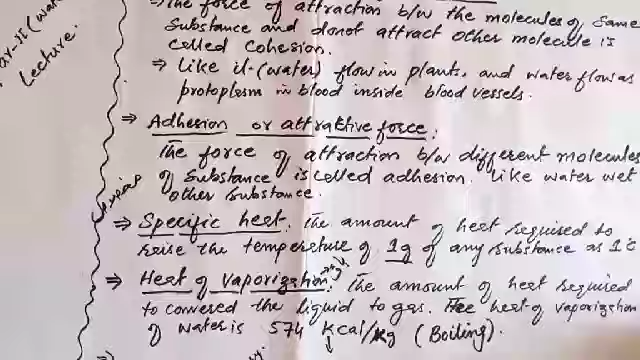 → The force of attraction b/w the molecules of same
substance and donot attract other molecule is
called cohesion.
⇒ Like it-(water) flow in plants, and water flow as
protoplasm in blood inside blood vessels.
⇒ Adhesion or attraktive force:
The force of attraction b/w different molecules
of substance is called adhesion. Like water wet
other substance.
⇒ Specific heat. The amount of heat required to
raise the temperature of 1g of any substance as 1°c
⇒ Heat of vaporization: The amount of heat required
to convered the liquid to gas. The heat of vaporization
of water is 574 Kcal/kg (Boiling).
Lecture.